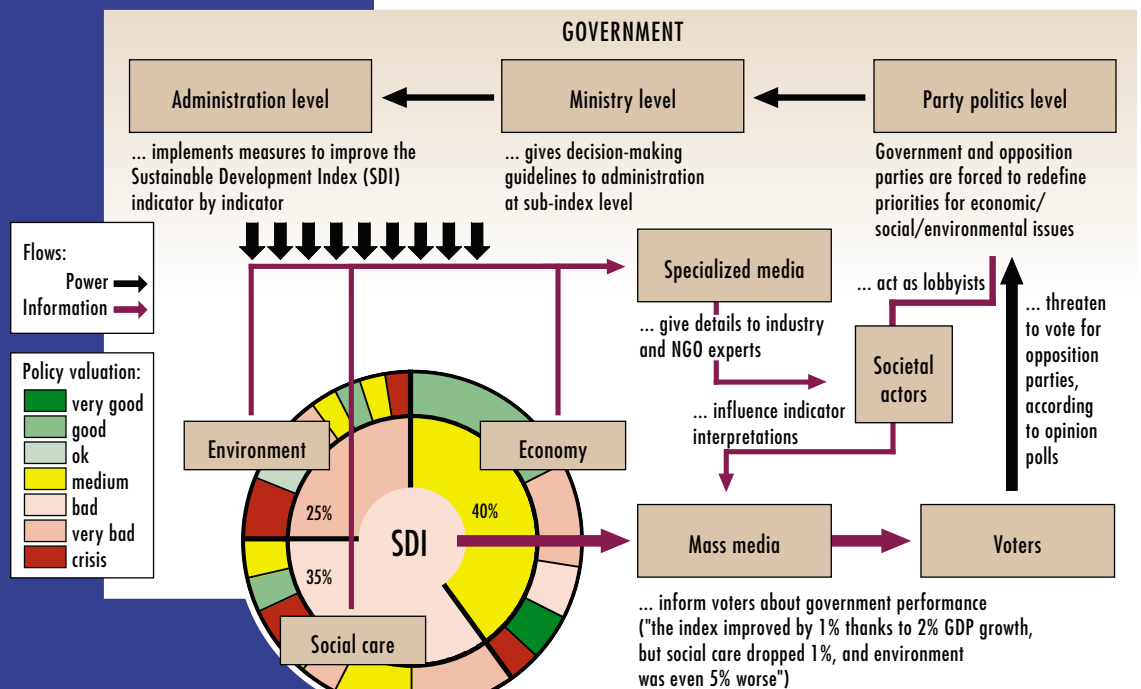 GOVERNMENT
Administration level
Ministry level
Party politics level
... implements measures to improve the
Sustainable Development Index (SDI)
indicator by indicator
... gives decision-making
guidelines to administration
at sub-index level
Government and opposition
parties are forced to redefine
priorities for economic/
social/environmental issues
Flows:
Power
Information
Specialized media
... act as lobbyists
... give details to industry
and NGO experts
Societal
actors
... threaten
to vote for
opposition
parties,
according
to opinion
polls
Policy valuation:
very good
good
ok
medium
bad
very bad
crisis
... influence indicator
interpretations
Environment
Economy
25%
40%
SDI
35%
Social care
Mass media
Voters
... inform voters about government performance
("the index improved by 1% thanks to 2% GDP growth,
but social care dropped 1%, and environment
was even 5% worse")